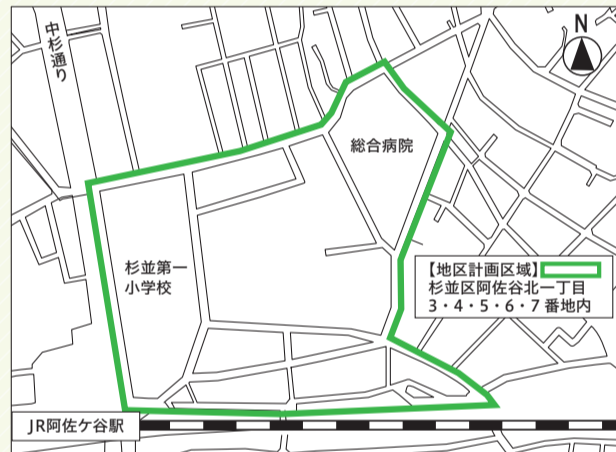 中杉通り
N
総合病院
杉並第一
小学校
【地区計画区域】
杉並区阿佐谷北一丁目
3・4・5・6・7番地内
JR阿佐ケ谷駅